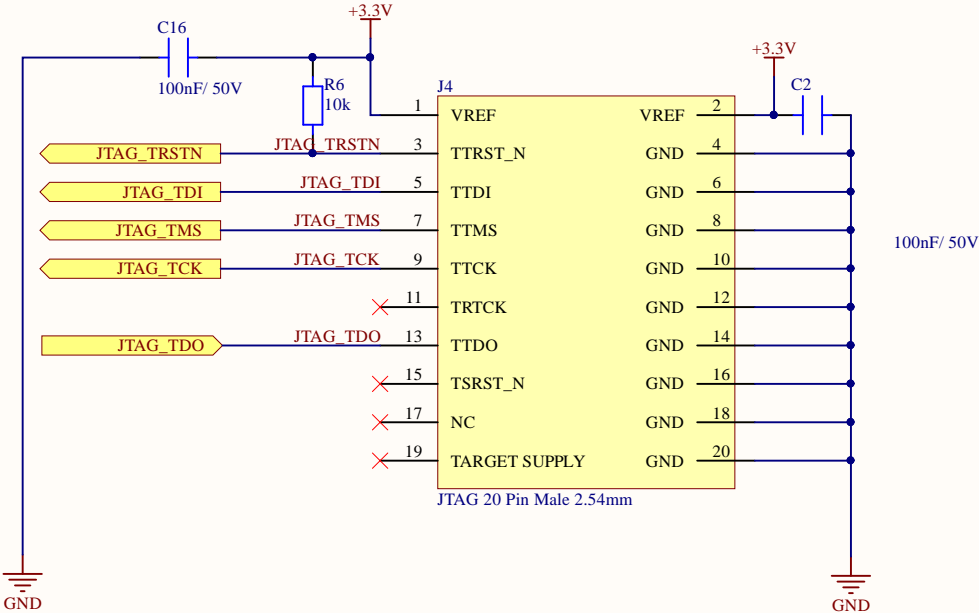 +3.3V
C16
100nF/ 50V
R6
10k
+3.3V
C2
100nF/ 50V
J4
1 VREF VREF 2
JTAG_TRSTN JTAG_TRSTN 3 TTRST_N GND 4
JTAG_TDI JTAG_TDI 5 TTDI GND 6
JTAG_TMS JTAG_TMS 7 TTMS GND 8
JTAG_TCK JTAG_TCK 9 TTCK GND 10
11 TRTCK GND 12
JTAG_TDO JTAG_TDO 13 TTDO GND 14
15 TSRST_N GND 16
17 NC GND 18
19 TARGET SUPPLY GND 20
JTAG 20 Pin Male 2.54mm
GND
GND